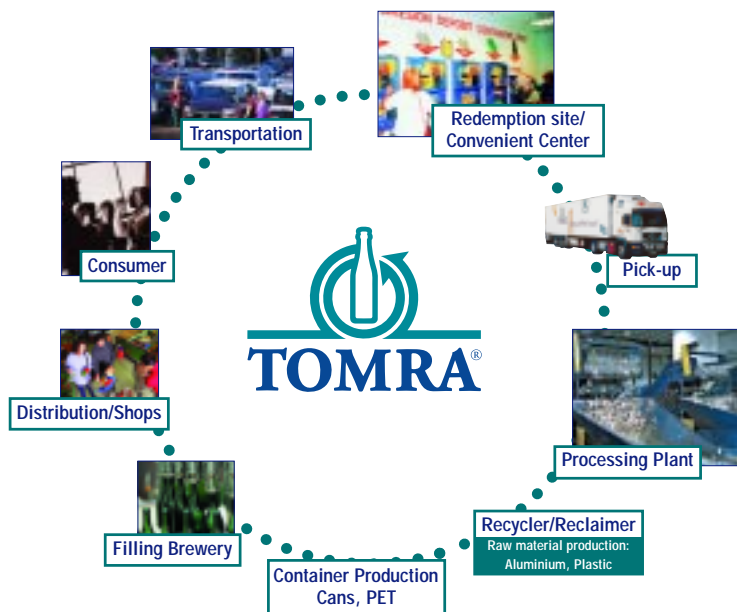 Transportation
Redemption site/
Convenient Center
Pick-up
Processing Plant
Recycler/Reclaimer
Raw material production:
Aluminium, Plastic
Container Production
Cans, PET
Filling Brewery
Distribution/Shops
Consumer
TOMRA®